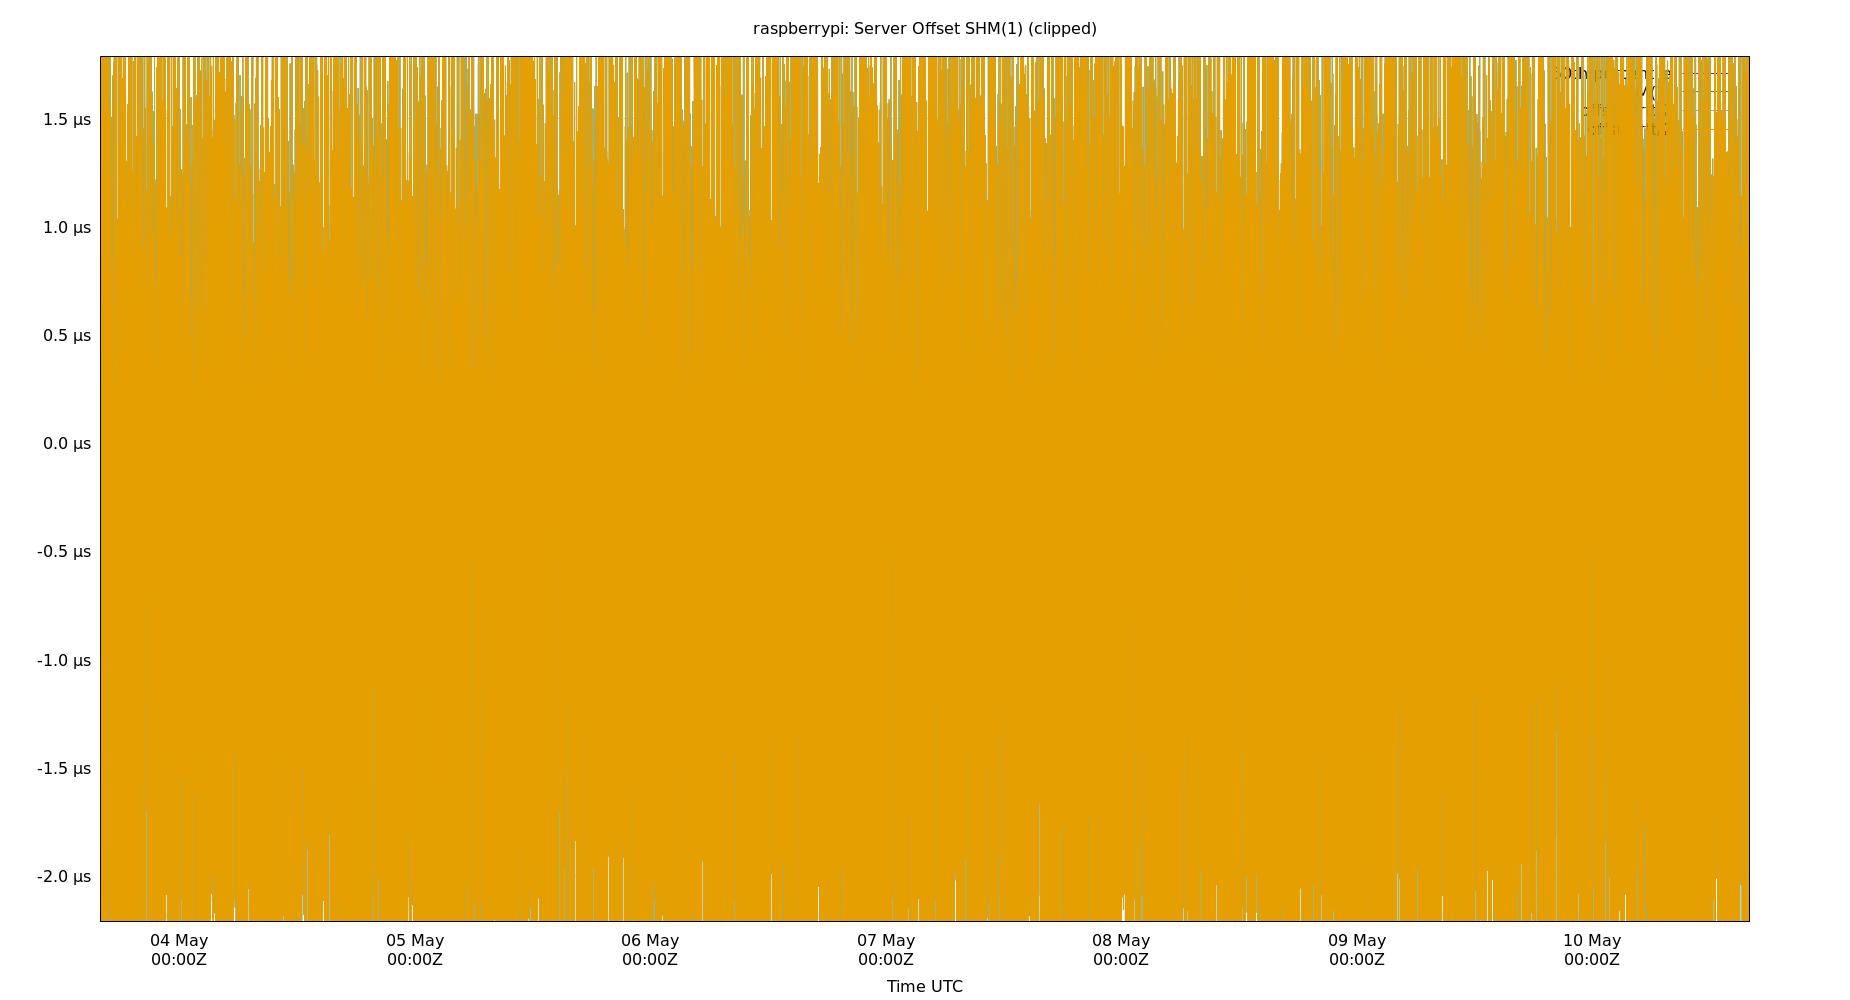 raspberrypi: Server Offset SHM(1) (clipped)
1.5 µs
1.0 µs
0.5 µs
0.0 µs
-0.5 µs
-1.0 µs
-1.5 µs
-2.0 µs
04 May 05 May 06 May 07 May 08 May 09 May 10 May
00:00Z 00:00Z 00:00Z 00:00Z 00:00Z 00:00Z 00:00Z
Time UTC